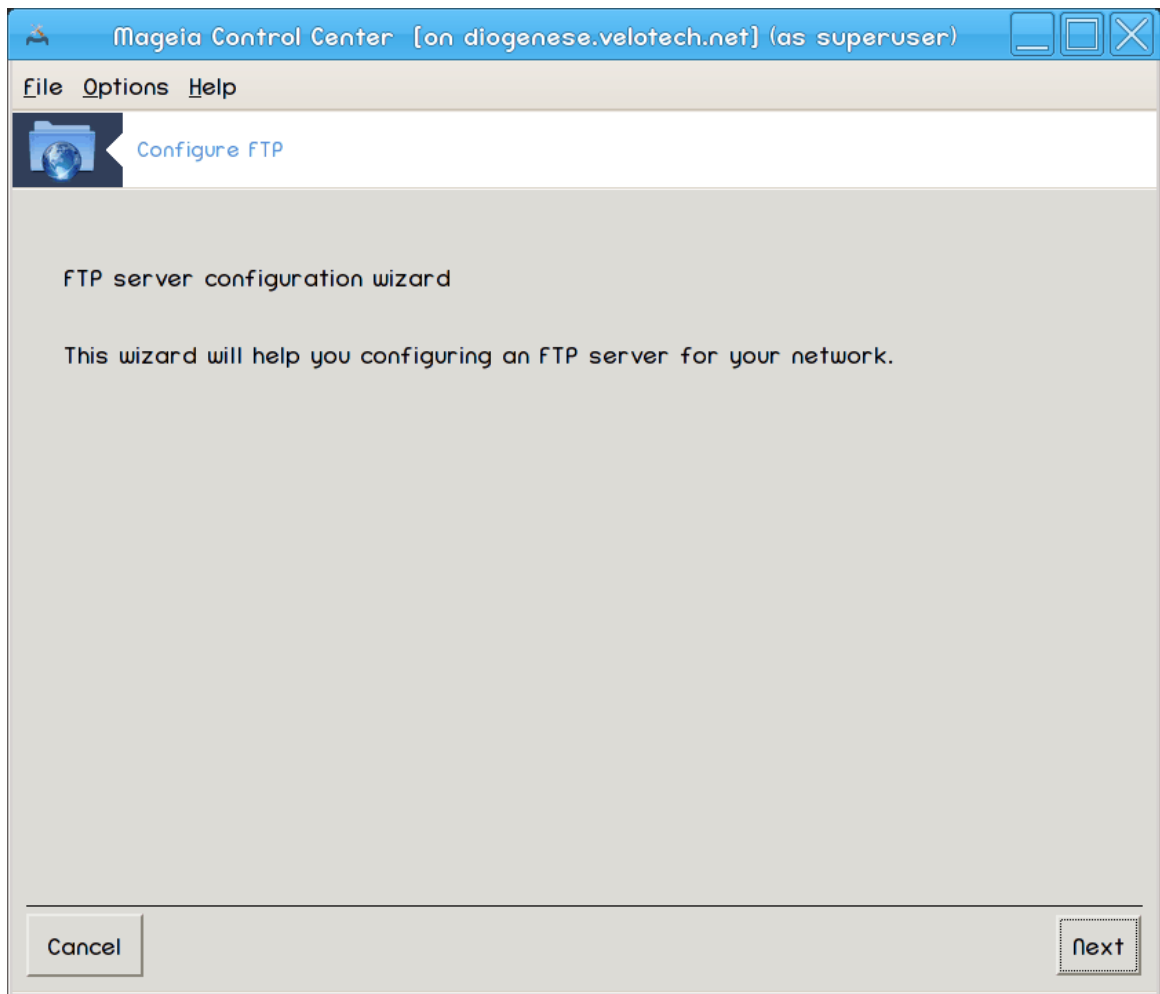 Mageia Control Center [on diogenese.velotech.net] (as superuser)
File Options Help
Configure FTP
FTP server configuration wizard
This wizard will help you configuring an FTP server for your network.
Cancel Next